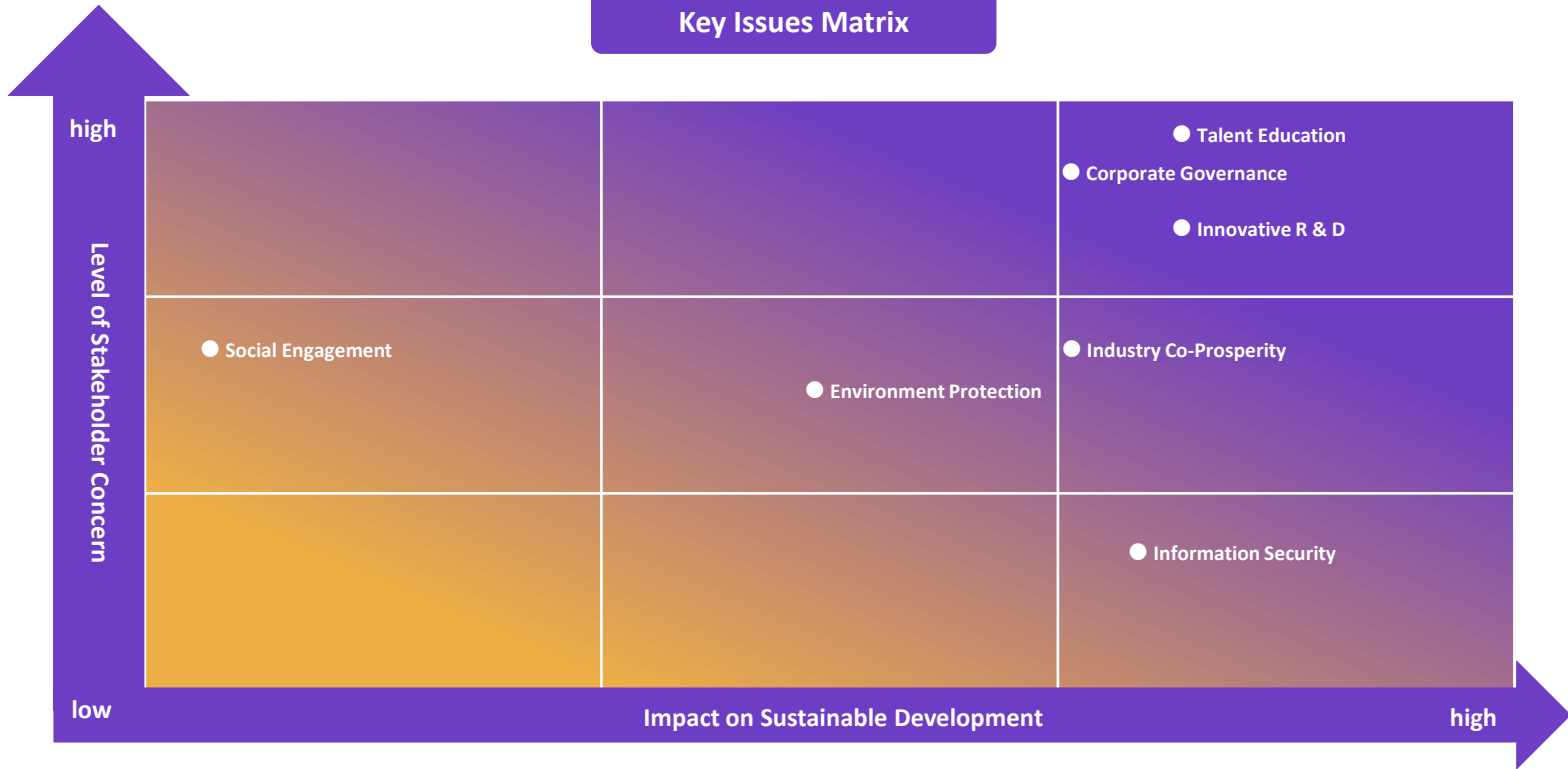 Key Issues Matrix
high
Talent Education
Corporate Governance
Innovative R & D
Level of Stakeholder Concern
Social Engagement
Industry Co-Prosperity
Environment Protection
Information Security
low
Impact on Sustainable Development
high